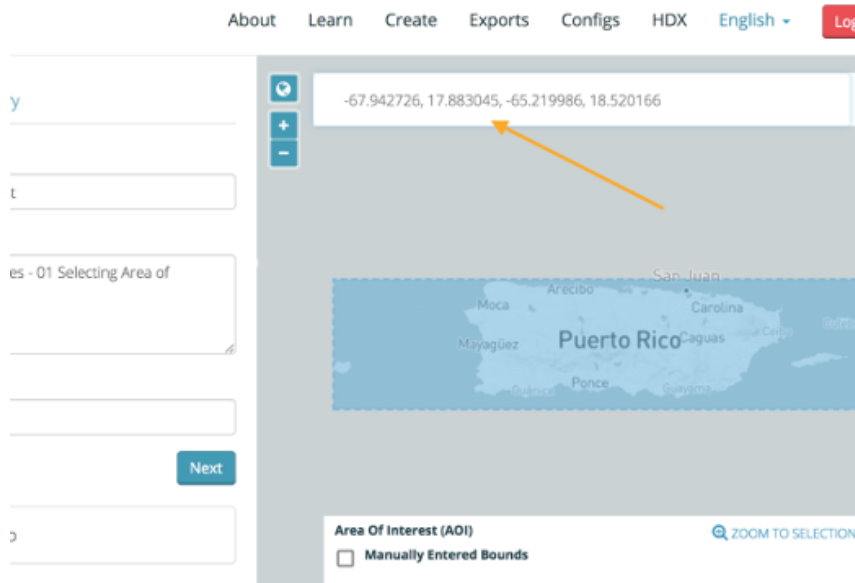 About Learn Create Exports Configs HDX English
Log
y
-67.942726, 17.883045, -65.219986, 18.520166
+
−
t
es - 01 Selecting Area of
San Juan
Arecibo
Moca
Carolina
Puerto Rico
Caguas
Mayagüez
Ponce
Guánica
Guayama
Next
Area Of Interest (AOI)
ZOOM TO SELECTION
Manually Entered Bounds